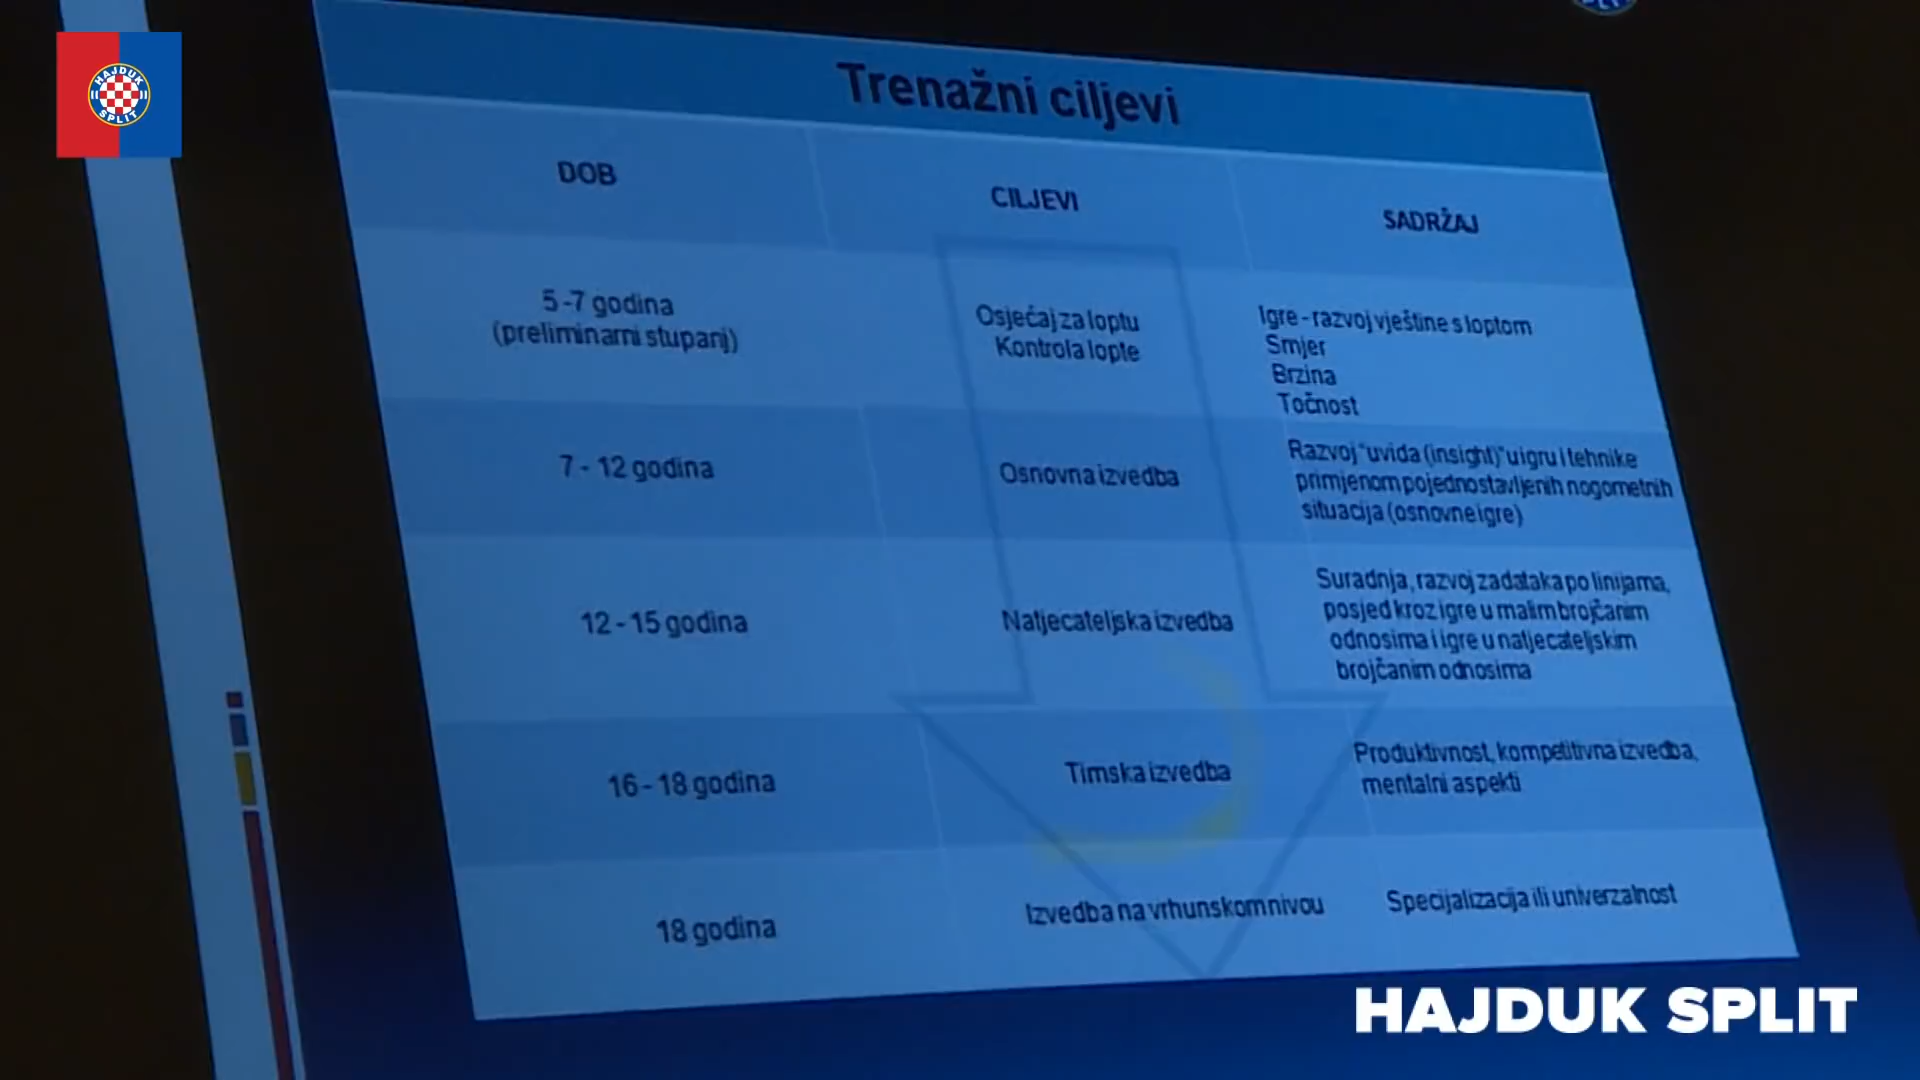 HAJDUK
SPLIT
Trenažni ciljevi
DOB
CILJEVI
SADRŽAJ
5 -7 godina
(preliminarni stupanj)
Osjećaj za loptu
Kontrola lopte
Igre - razvoj vještine s loptom
Smjer
Brzina
Točnost
7 - 12 godina
Osnovna izvedba
Razvoj "uvida (insight)" u igru i tehnike
primjenom pojednostavljenih nogometnih
situacija (osnovne igre)
12 - 15 godina
Natjecateljska izvedba
Suradnja, razvoj zadataka po linijama,
posjed kroz igre u malim brojčanim
odnosima i igre u natjecateljskim
brojčanim odnosima
16 - 18 godina
Timska izvedba
Produktivnost, kompetitivna izvedba,
mentalni aspekti
18 godina
Izvedba na vrhunskom nivou
Specijalizacija ili univerzalnost
HAJDUK SPLIT